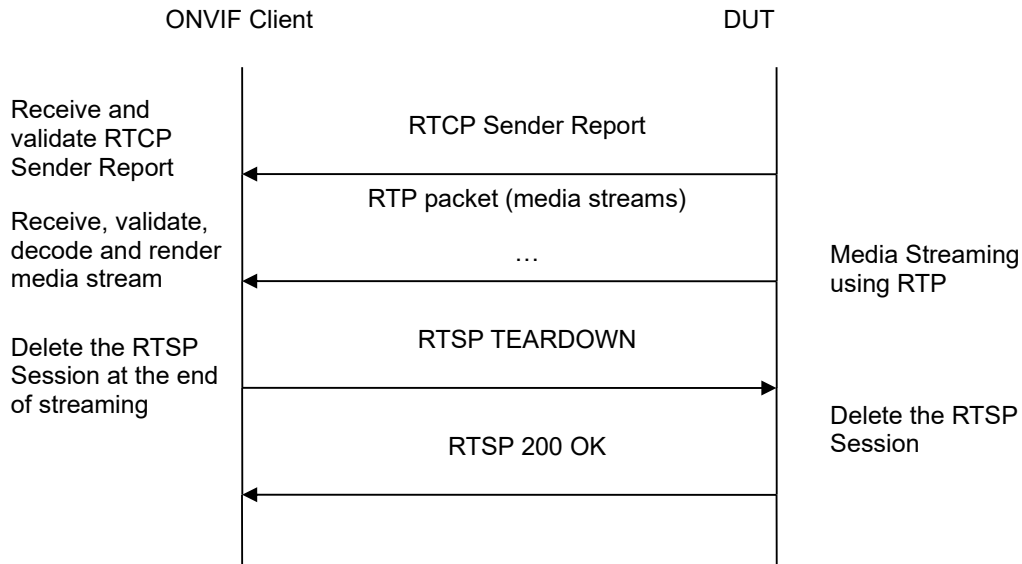 ONVIF Client
DUT
Receive and
validate RTCP
Sender Report
RTCP Sender Report
RTP packet (media streams)
…
Receive, validate,
decode and render
media stream
Media Streaming
using RTP
RTSP TEARDOWN
Delete the RTSP
Session at the end
of streaming
Delete the RTSP
Session
RTSP 200 OK